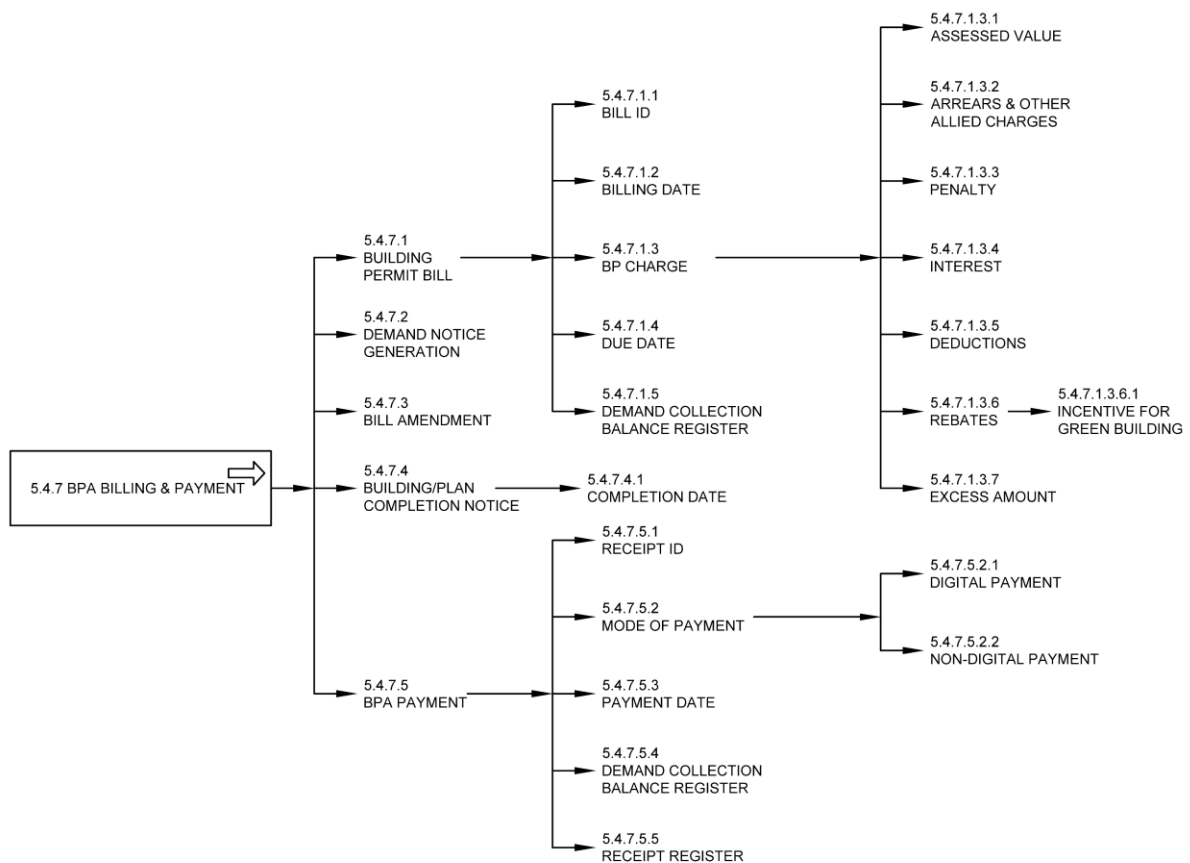 5.4.7 BPA BILLING & PAYMENT
5.4.7.1
BUILDING
PERMIT BILL
5.4.7.1.1
BILL ID
5.4.7.1.2
BILLING DATE
5.4.7.1.3
BP CHARGE
5.4.7.1.3.1
ASSESSED VALUE
5.4.7.1.3.2
ARREARS & OTHER
ALLIED CHARGES
5.4.7.1.3.3
PENALTY
5.4.7.1.3.4
INTEREST
5.4.7.1.3.5
DEDUCTIONS
5.4.7.1.3.6
REBATES
5.4.7.1.3.6.1
INCENTIVE FOR
GREEN BUILDING
5.4.7.1.3.7
EXCESS AMOUNT
5.4.7.1.4
DUE DATE
5.4.7.1.5
DEMAND COLLECTION
BALANCE REGISTER
5.4.7.2
DEMAND NOTICE
GENERATION
5.4.7.3
BILL AMENDMENT
5.4.7.4
BUILDING/PLAN
COMPLETION NOTICE
5.4.7.4.1
COMPLETION DATE
5.4.7.5
BPA PAYMENT
5.4.7.5.1
RECEIPT ID
5.4.7.5.2
MODE OF PAYMENT
5.4.7.5.2.1
DIGITAL PAYMENT
5.4.7.5.2.2
NON-DIGITAL PAYMENT
5.4.7.5.3
PAYMENT DATE
5.4.7.5.4
DEMAND COLLECTION
BALANCE REGISTER
5.4.7.5.5
RECEIPT REGISTER